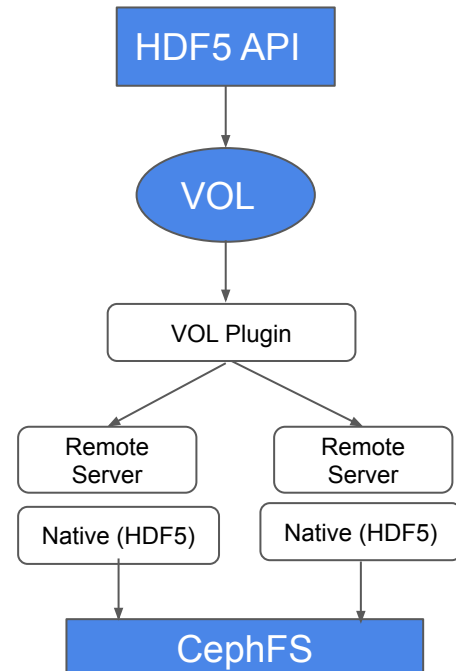 HDF5 API
VOL
VOL Plugin
Remote
Server
Remote
Server
Native (HDF5)
Native (HDF5)
CephFS